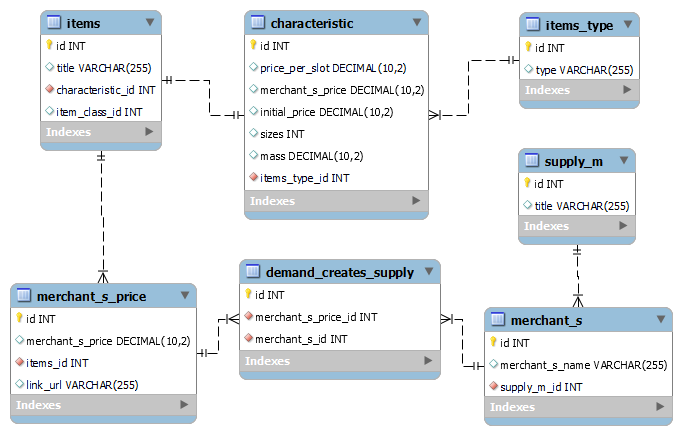 items
id INT
title VARCHAR(255)
characteristic_id INT
item_class_id INT
Indexes
characteristic
id INT
price_per_slot DECIMAL(10,2)
merchant_s_price DECIMAL(10,2)
initial_price DECIMAL(10,2)
sizes INT
mass DECIMAL(10,2)
items_type_id INT
Indexes
items_type
id INT
type VARCHAR(255)
Indexes
supply_m
id INT
title VARCHAR(255)
Indexes
merchant_s_price
id INT
merchant_s_price DECIMAL(10,2)
items_id INT
link_url VARCHAR(255)
Indexes
demand_creates_supply
id INT
merchant_s_price_id INT
merchant_s_id INT
Indexes
merchant_s
id INT
merchant_s_name VARCHAR(255)
supply_m_id INT
Indexes